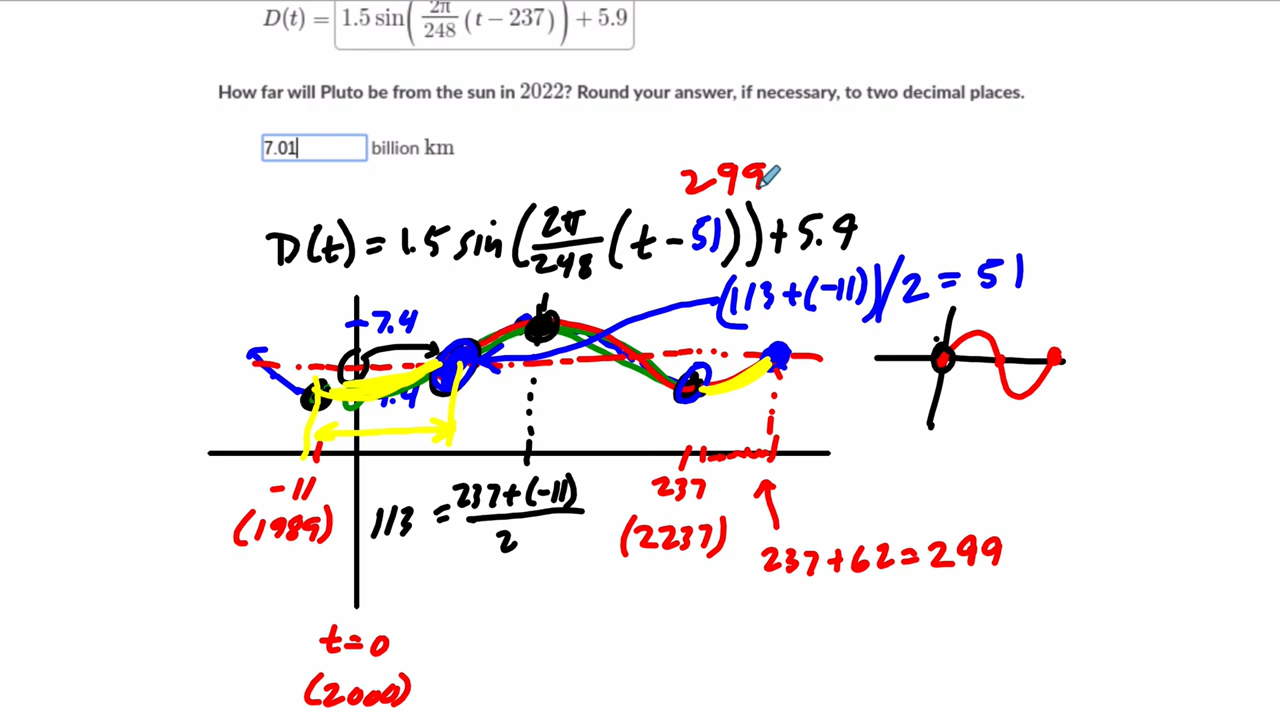 D(t) = 1.5 sin( 2π/248 (t − 237) ) + 5.9
How far will Pluto be from the sun in 2022? Round your answer, if necessary, to two decimal places.
7.01 billion km
299
D(t) = 1.5 sin( 2π/248 (t − 51) ) + 5.9
(113 + (-11))/2 = 51
7.4
7.4
-11
(1989)
113 = 237 + (-11) / 2
237
(2237)
237 + 62 = 299
t = 0
(2000)